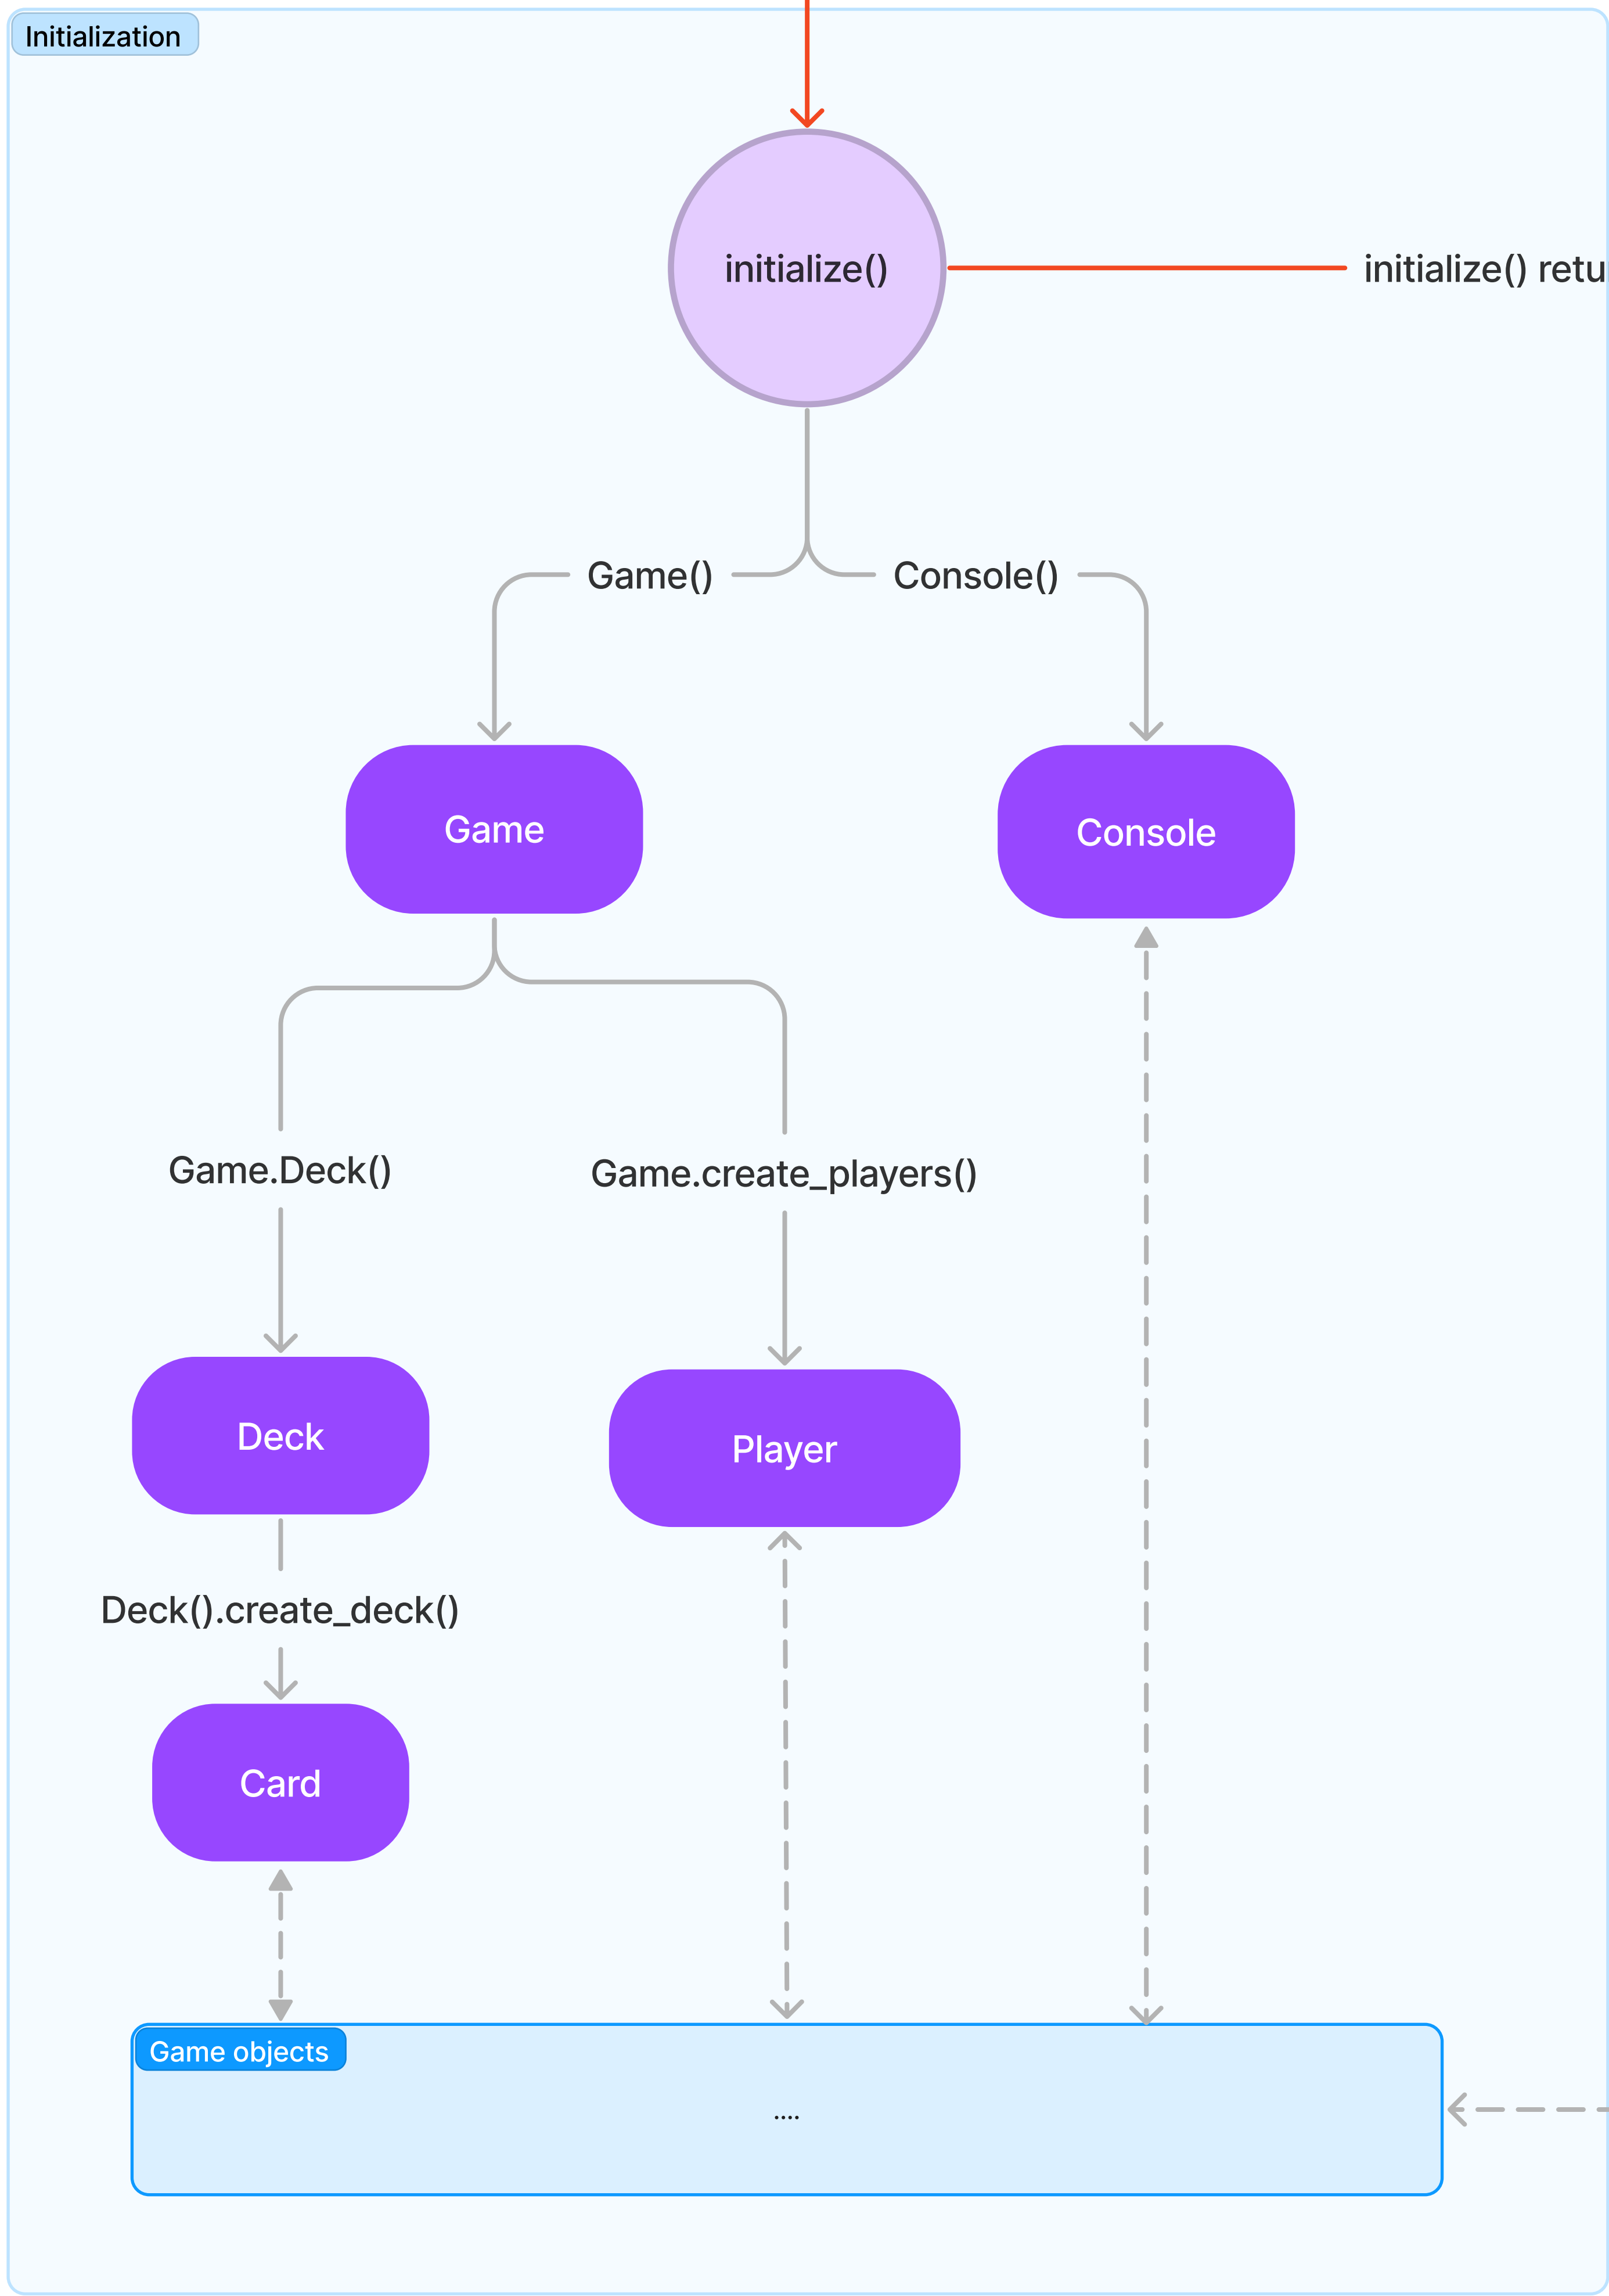 Initialization
initialize()
initialize() retu
Game()
Console()
Game
Console
Game.Deck()
Game.create_players()
Deck
Player
Deck().create_deck()
Card
Game objects
....